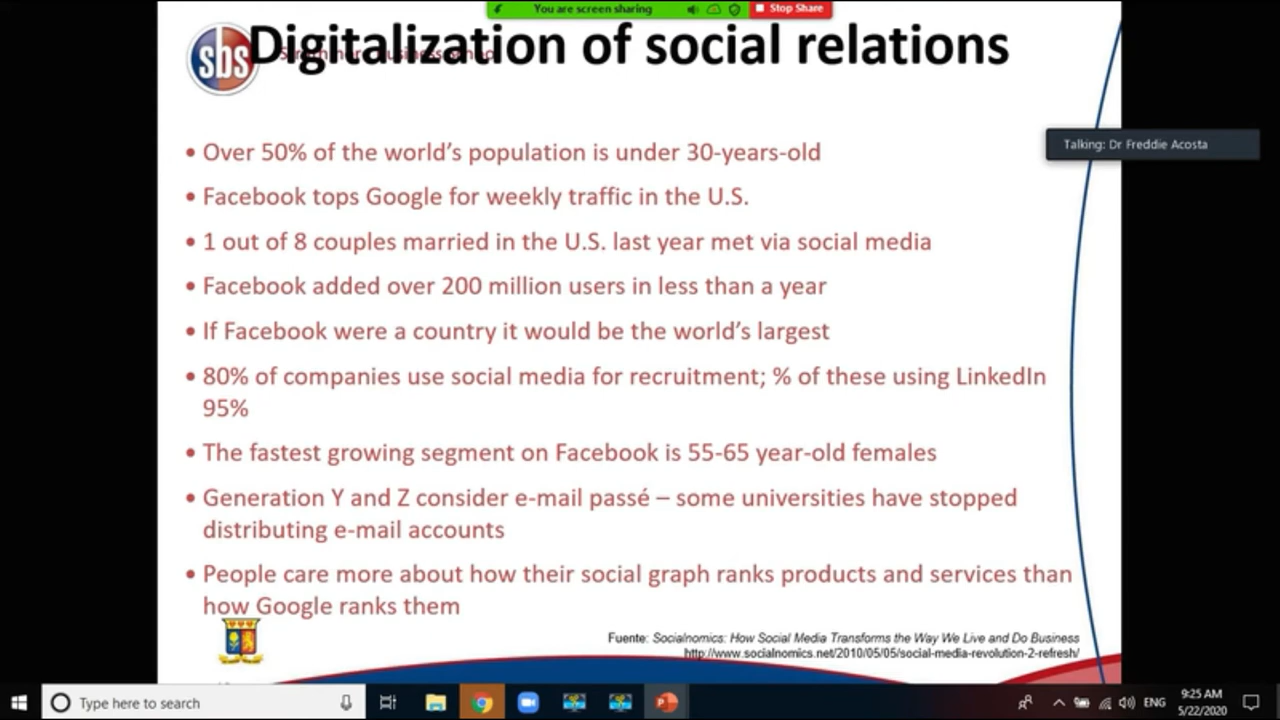 You are screen sharing
Stop Share
sbs
Digitalization of social relations
Talking: Dr Freddie Acosta
• Over 50% of the world’s population is under 30-years-old
• Facebook tops Google for weekly traffic in the U.S.
• 1 out of 8 couples married in the U.S. last year met via social media
• Facebook added over 200 million users in less than a year
• If Facebook were a country it would be the world’s largest
• 80% of companies use social media for recruitment; % of these using LinkedIn
95%
• The fastest growing segment on Facebook is 55-65 year-old females
• Generation Y and Z consider e-mail passé – some universities have stopped
distributing e-mail accounts
• People care more about how their social graph ranks products and services than
how Google ranks them
Fuente: Socialnomics: How Social Media Transforms the Way We Live and Do Business
http://www.socialnomics.net/2010/05/05/social-media-revolution-2-refresh/
Type here to search
ENG
9:25 AM
5/22/2020